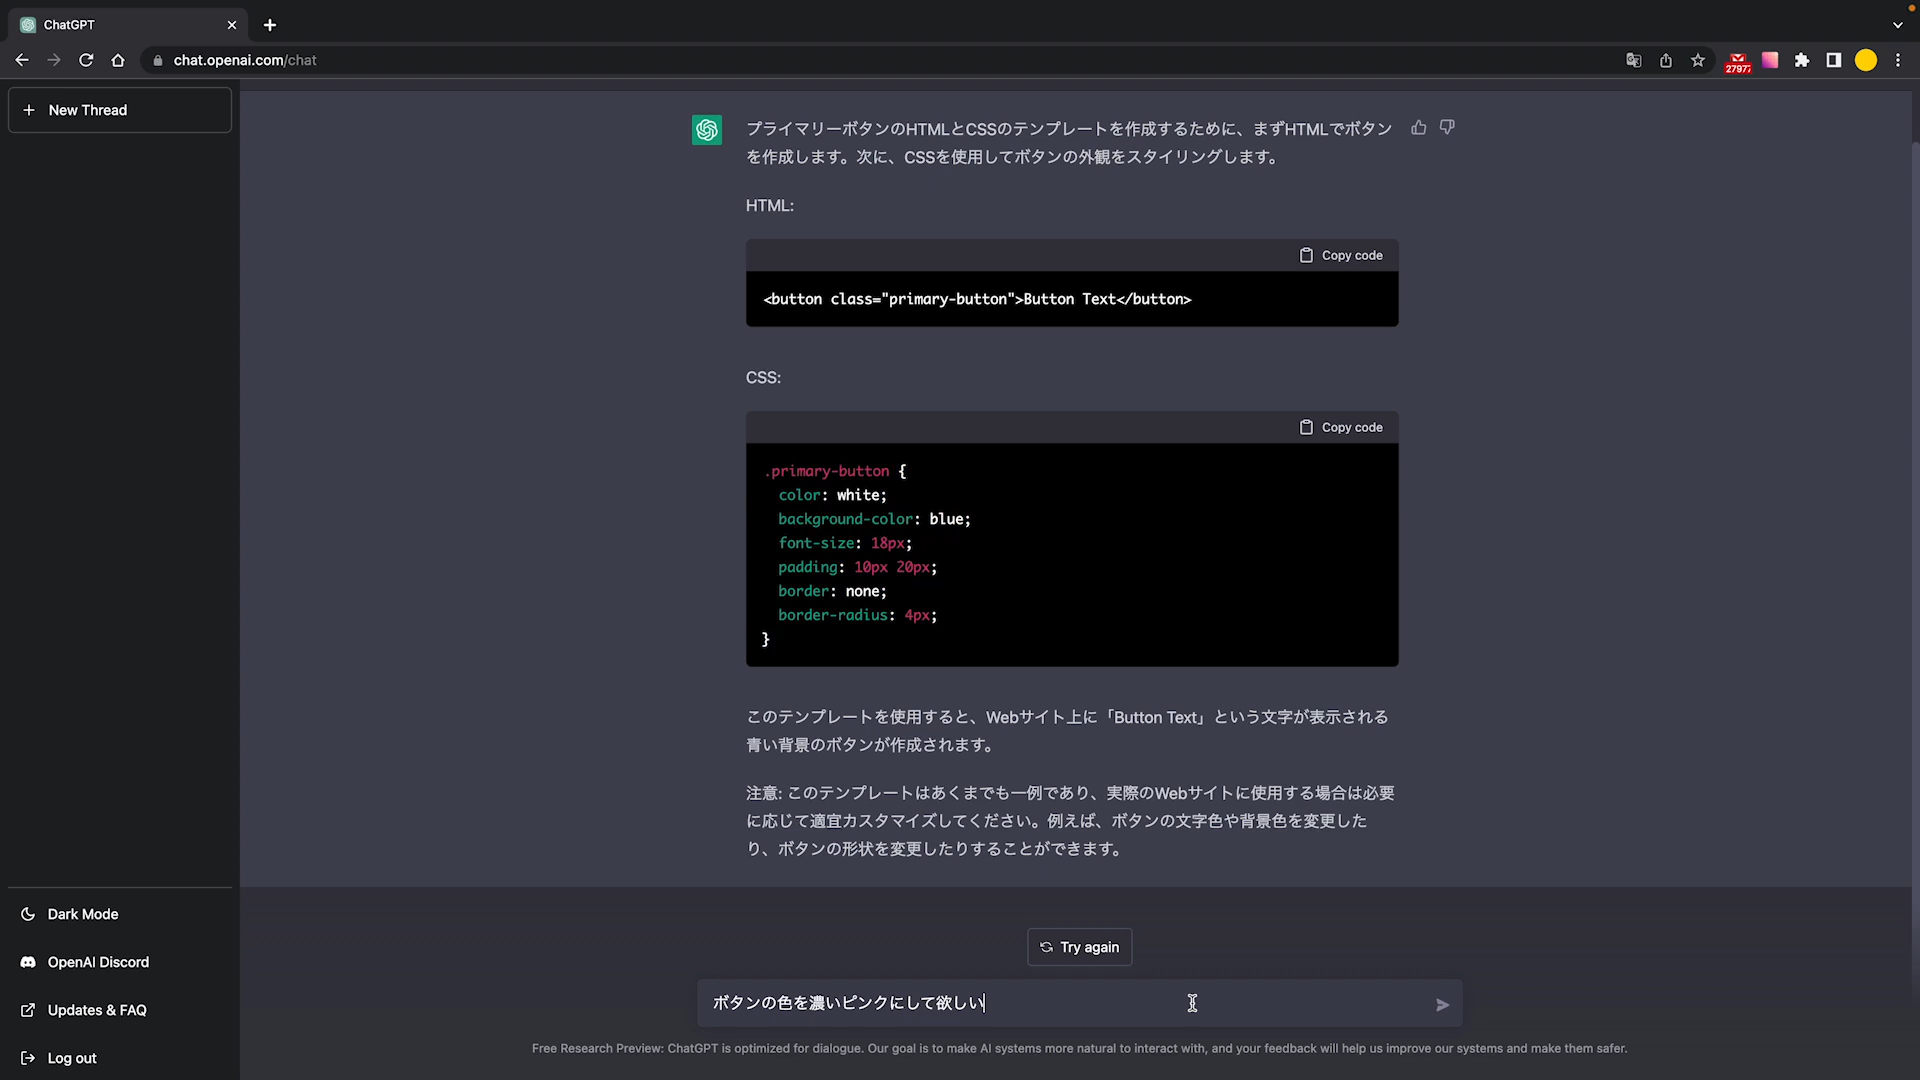 ChatGPT
chat.openai.com/chat
27977
New Thread
プライマリーボタンのHTMLとCSSのテンプレートを作成するために、まずHTMLでボタン
を作成します。次に、CSSを使用してボタンの外観をスタイリングします。
HTML:
Copy code
<button class="primary-button">Button Text</button>
CSS:
Copy code
.primary-button {
color: white;
background-color: blue;
font-size: 18px;
padding: 10px 20px;
border: none;
border-radius: 4px;
}
このテンプレートを使用すると、Webサイト上に「Button Text」という文字が表示される
青い背景のボタンが作成されます。
注意: このテンプレートはあくまでも一例であり、実際のWebサイトに使用する場合は必要
に応じて適宜カスタマイズしてください。例えば、ボタンの文字色や背景色を変更した
り、ボタンの形状を変更したりすることができます。
Dark Mode
OpenAI Discord
Updates & FAQ
Log out
Try again
ボタンの色を濃いピンクにして欲しい
Free Research Preview: ChatGPT is optimized for dialogue. Our goal is to make AI systems more natural to interact with, and your feedback will help us improve our systems and make them safer.